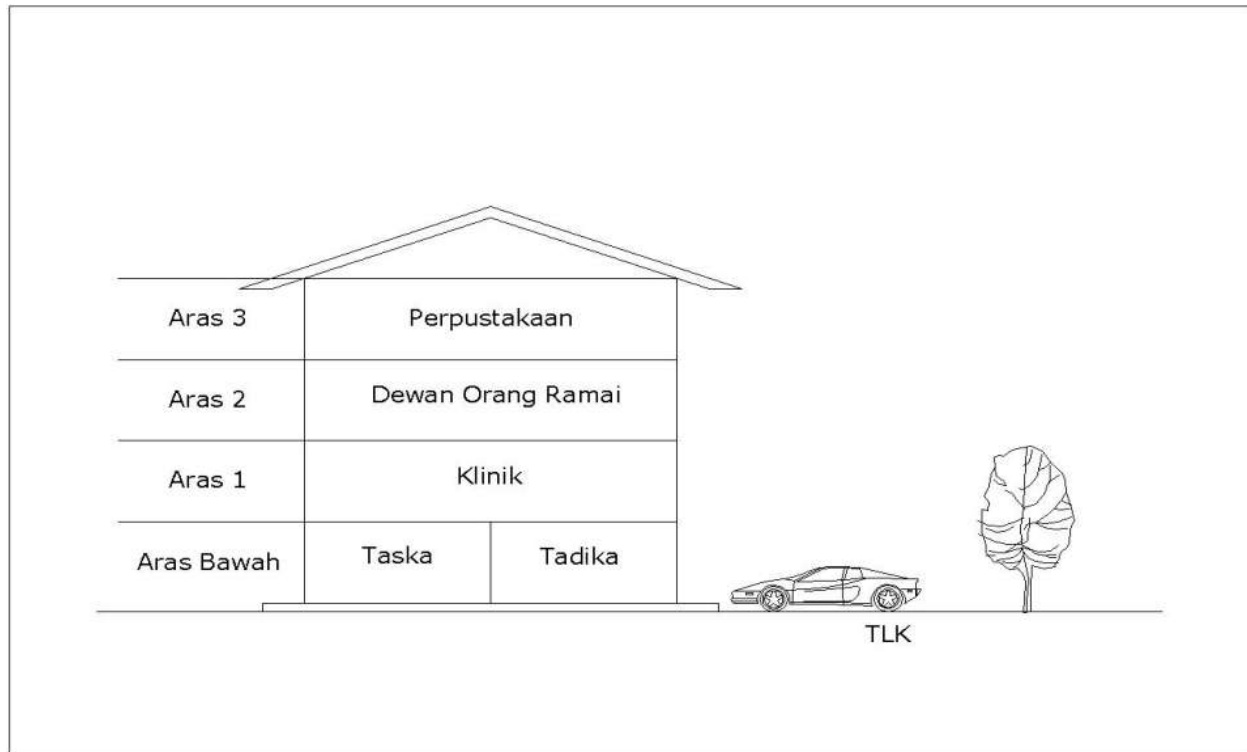 Aras 3
Perpustakaan
Aras 2
Dewan Orang Ramai
Aras 1
Klinik
Aras Bawah
Taska
Tadika
TLK